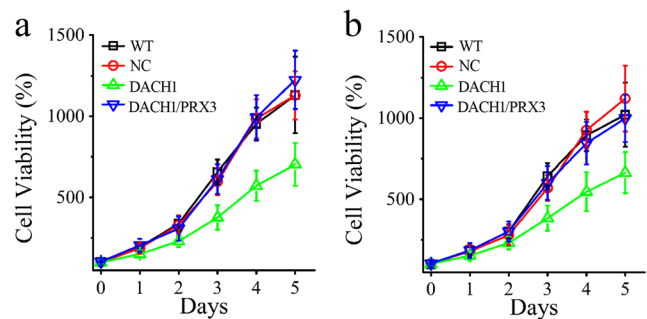 a
1500
1000
500
Cell Viability (%)
WT
NC
DACH1
DACH1/PRX3
0 1 2 3 4 5
Days
b
1500
1000
500
Cell Viability (%)
WT
NC
DACH1
DACH1/PRX3
0 1 2 3 4 5
Days